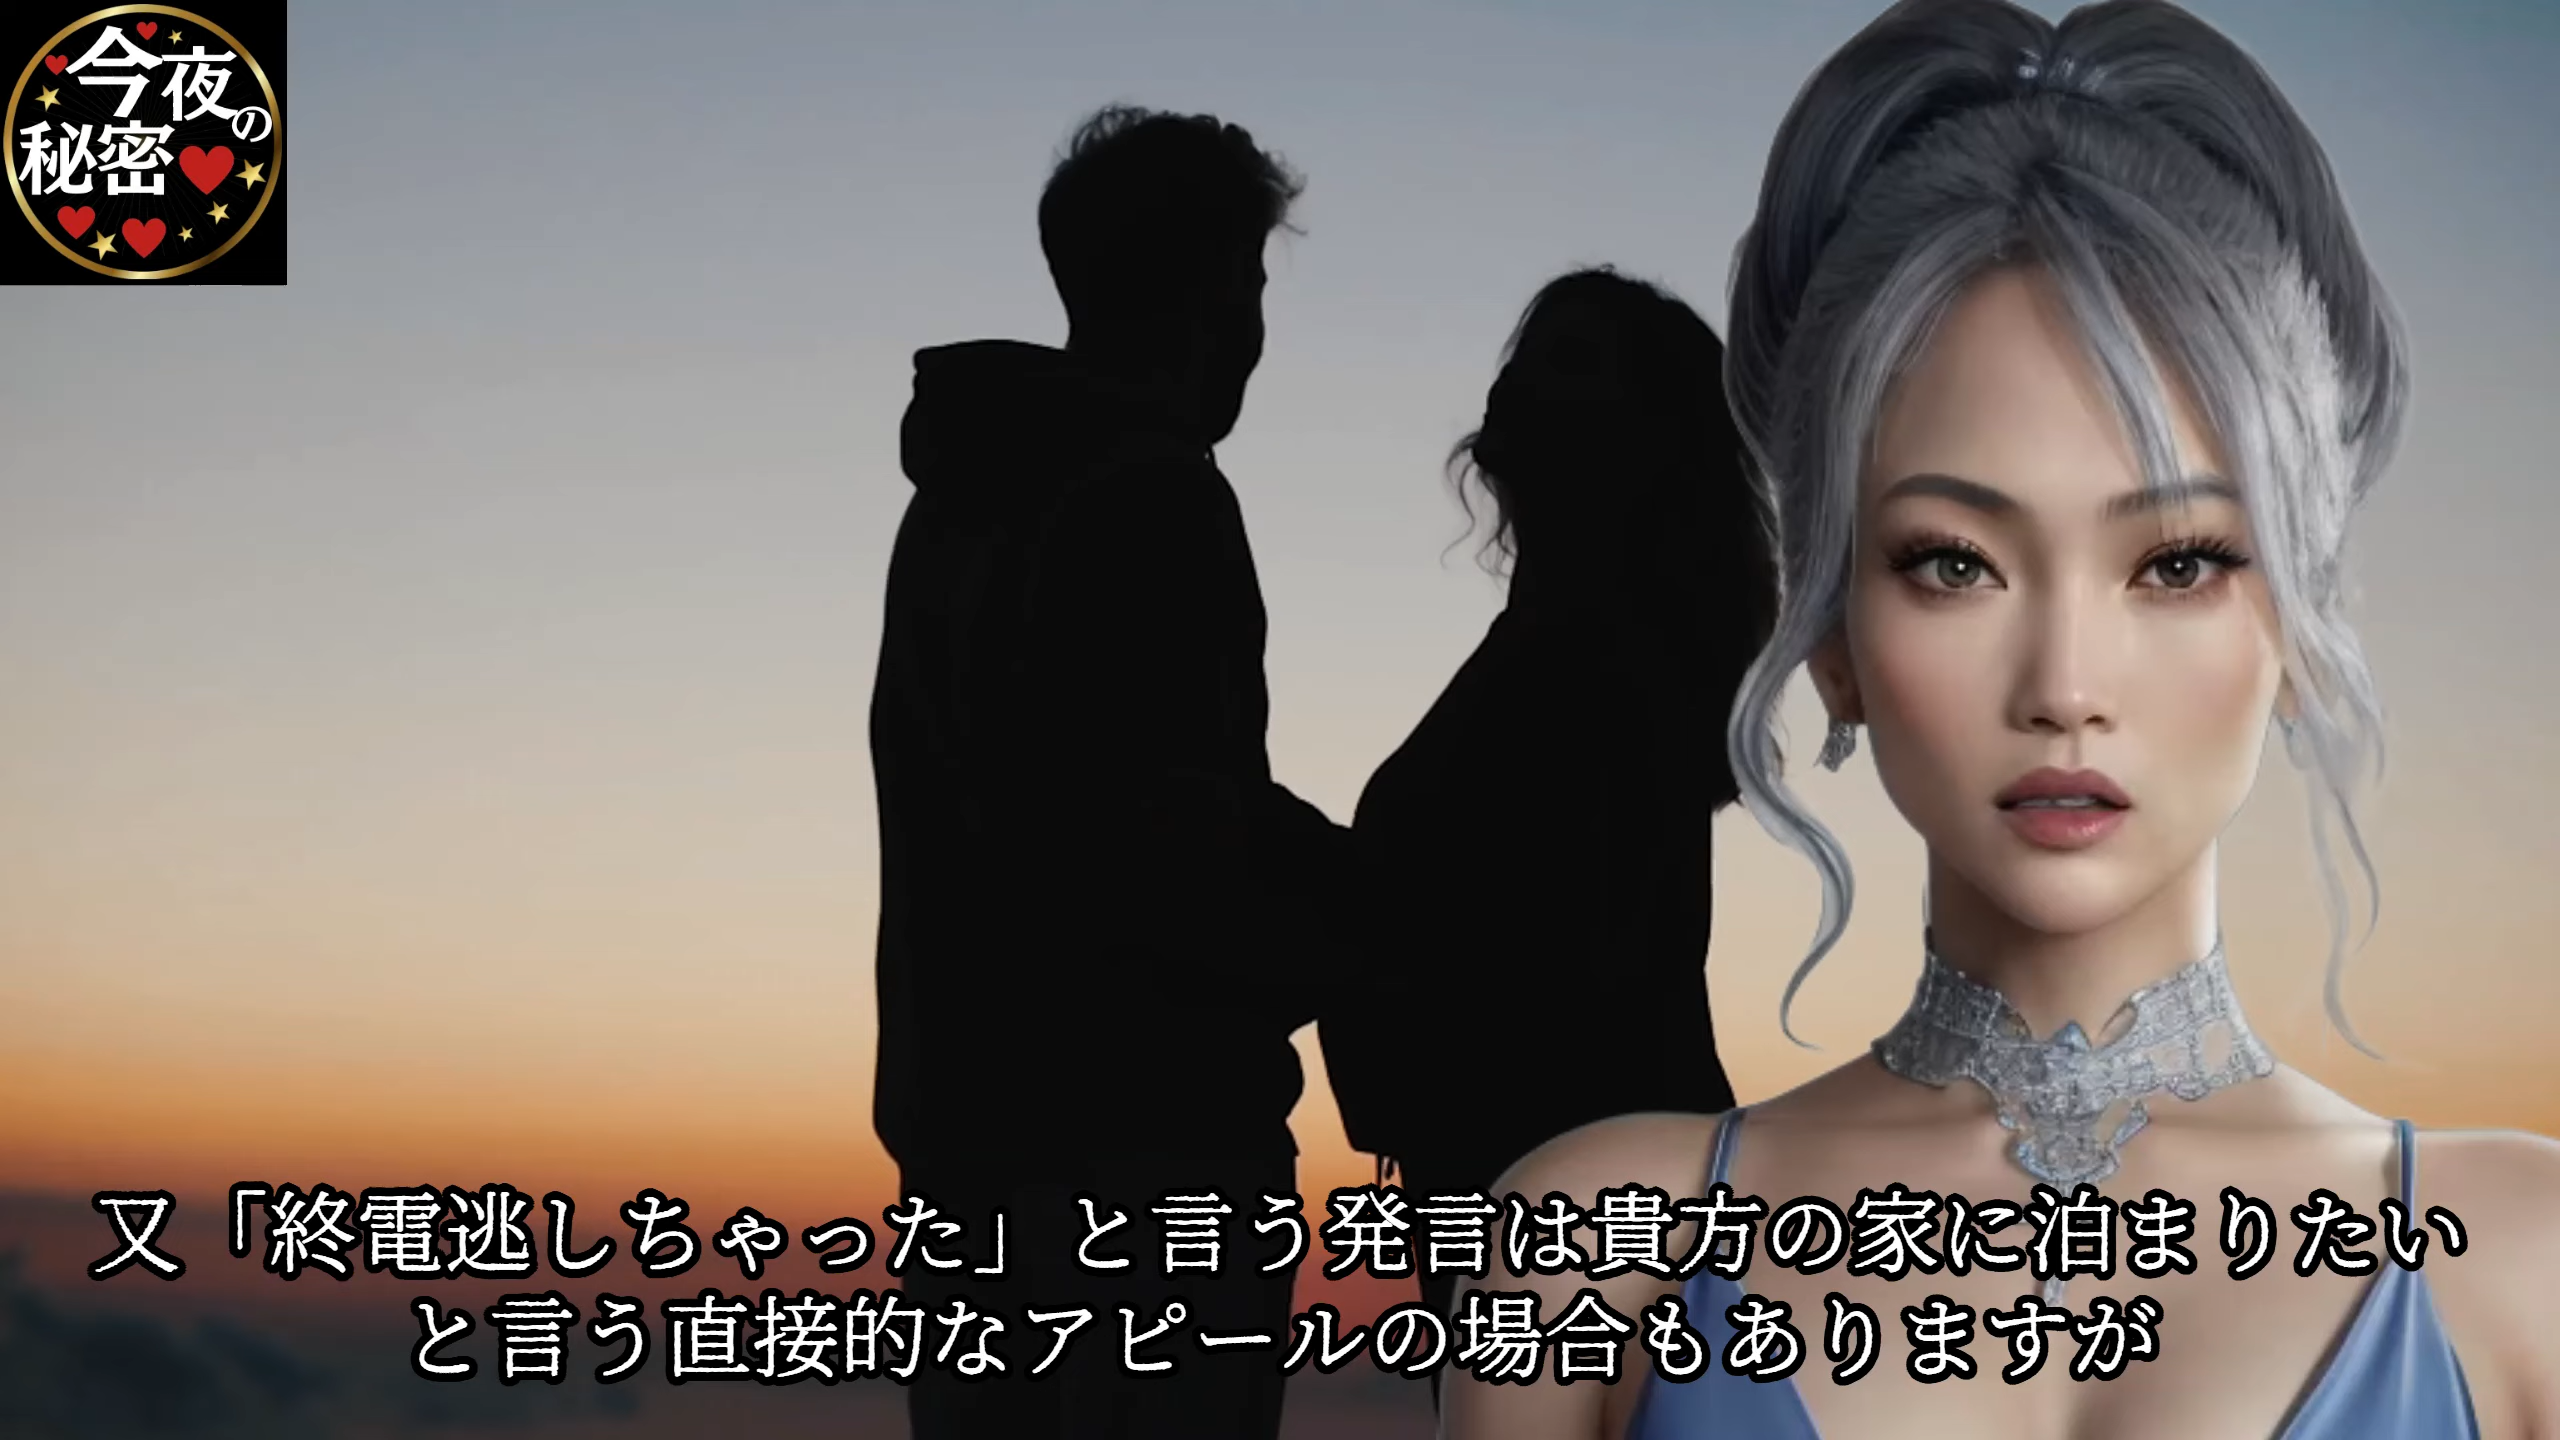 今夜の
秘密
又「終電逃しちゃった」と言う発言は貴方の家に泊まりたい
と言う直接的なアピールの場合もありますが